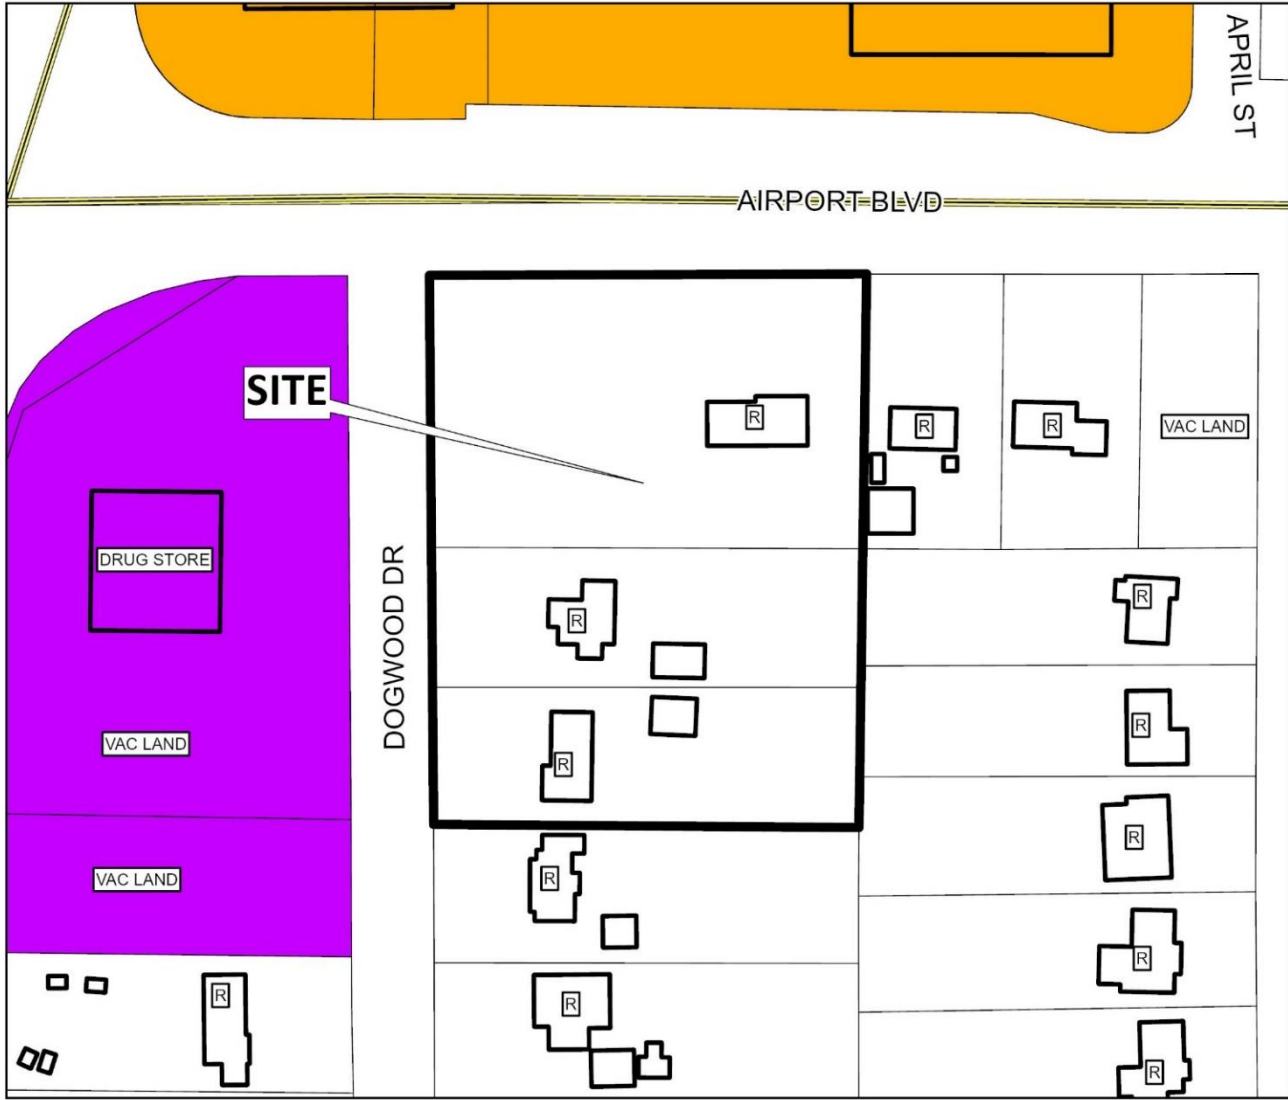 APRIL ST
AIRPORT BLVD
SITE
R
R
R
VAC LAND
DRUG STORE
DOGWOOD DR
R
R
VAC LAND
R
R
R
VAC LAND
R
R
R
R
R